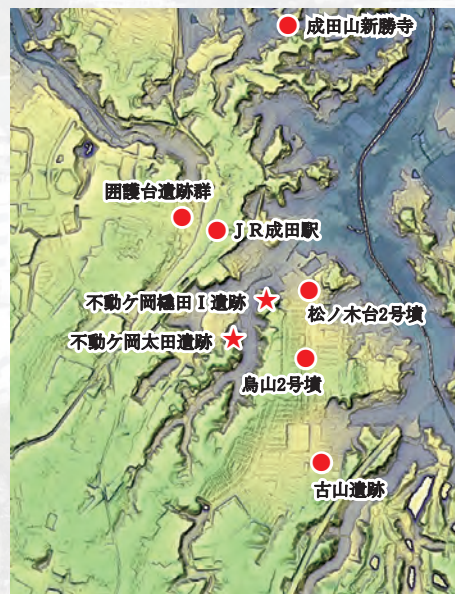 成田山新勝寺
囲護台遺跡群
ＪＲ成田駅
不動ケ岡樋田Ⅰ遺跡
松ノ木台2号墳
不動ケ岡太田遺跡
鳥山2号墳
古山遺跡